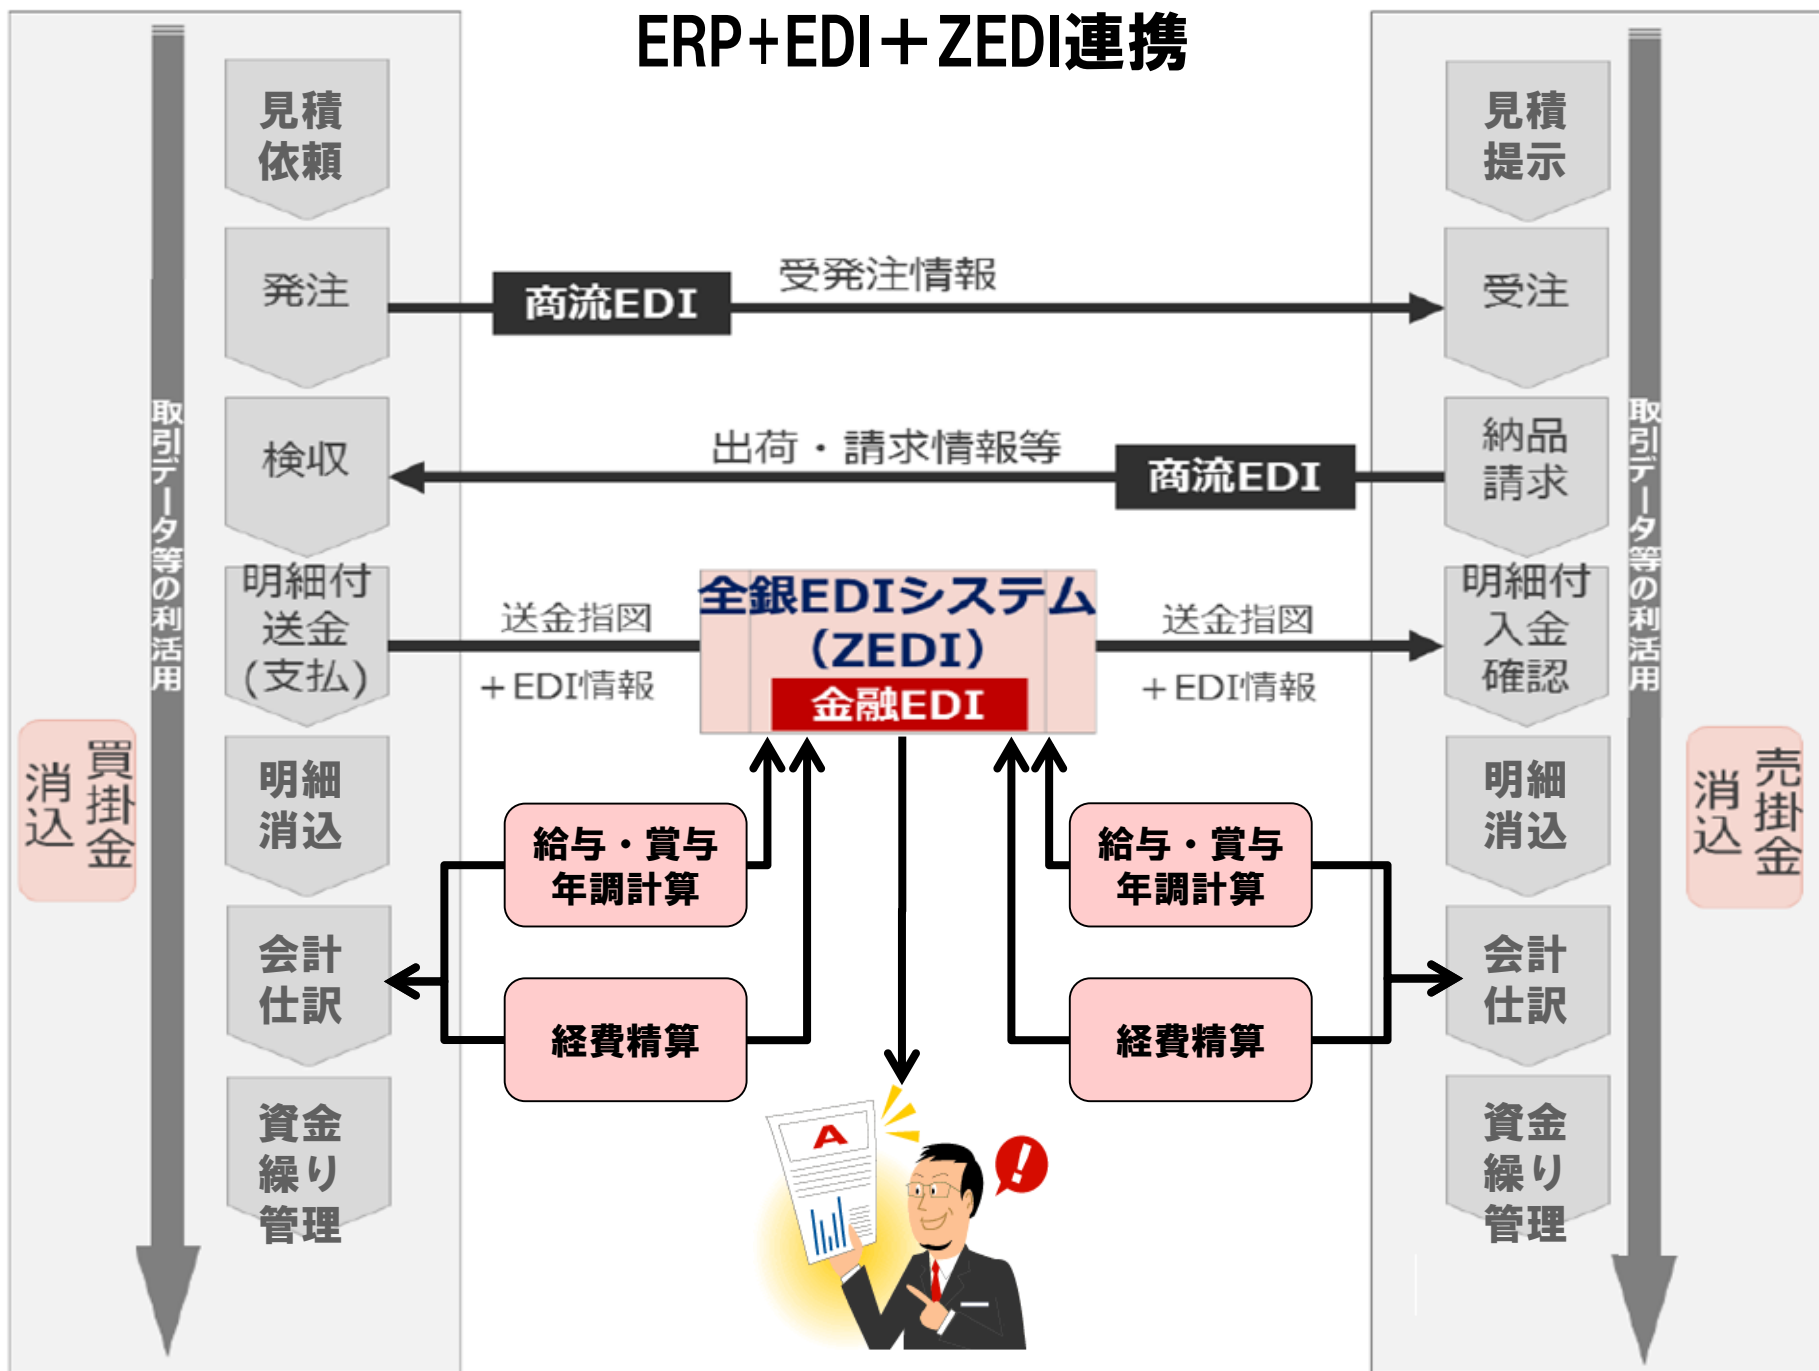 ERP+EDI＋ZEDI連携
見積
依頼
発注
検収
明細付
送金
(支払)
明細
消込
会計
仕訳
資金
繰り
管理
取引データ等の利活用
買掛金
消込
商流EDI
受発注情報
出荷・請求情報等
商流EDI
送金指図
＋EDI情報
全銀EDIシステム
（ZEDI）
金融EDI
送金指図
＋EDI情報
給与・賞与
年調計算
経費精算
給与・賞与
年調計算
経費精算
A
!
見積
提示
受注
納品
請求
明細付
入金
確認
明細
消込
会計
仕訳
資金
繰り
管理
取引データ等の利活用
売掛金
消込